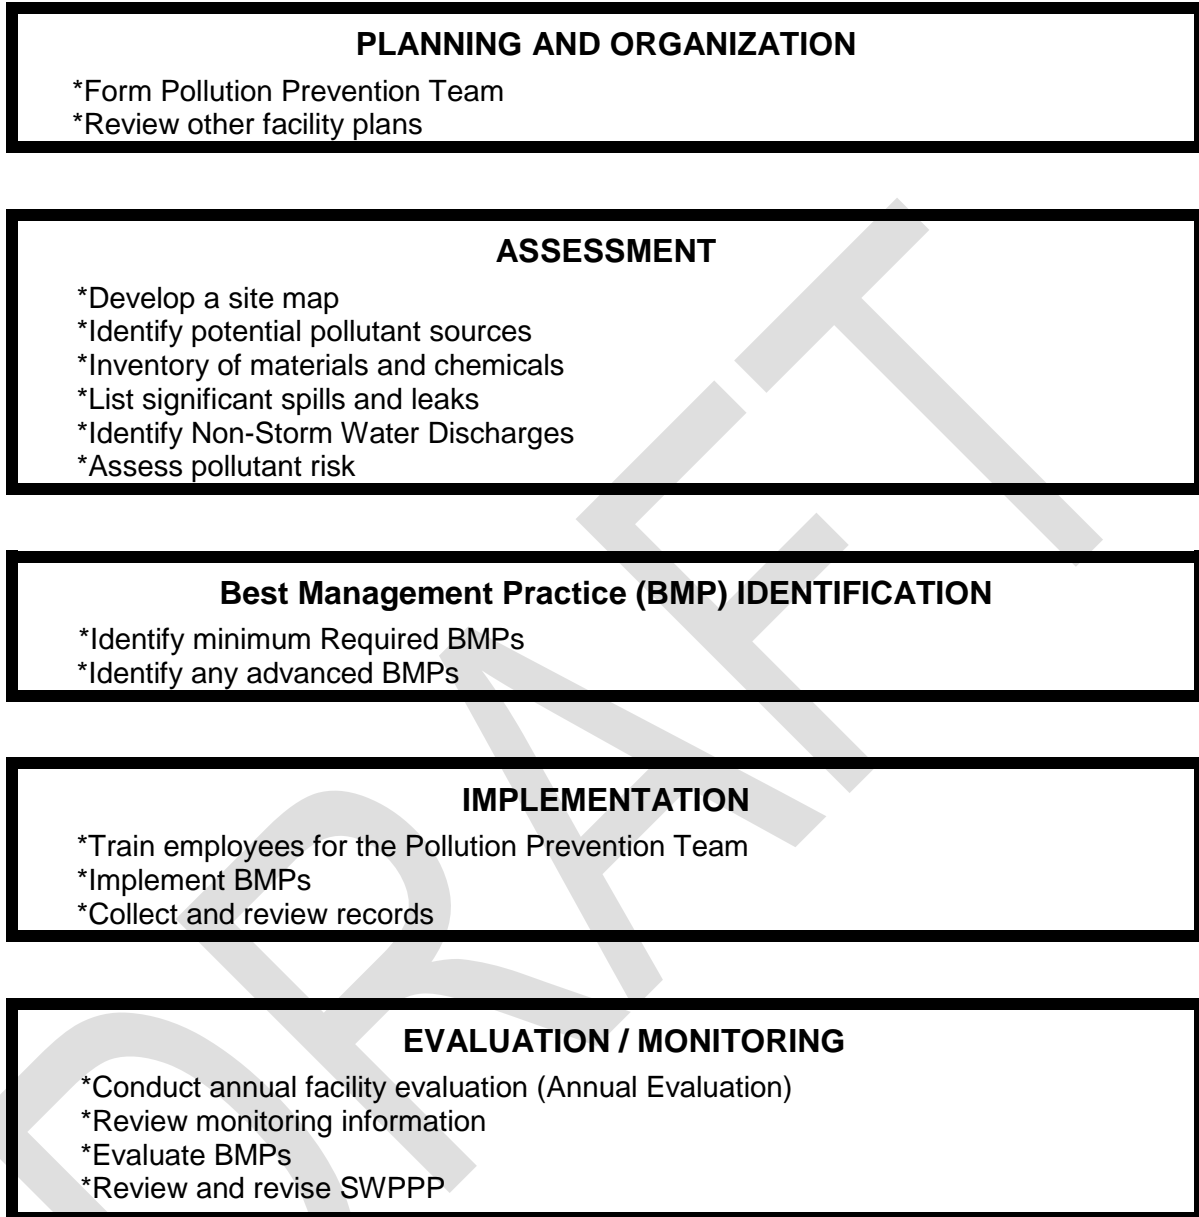 PLANNING AND ORGANIZATION
*Form Pollution Prevention Team
*Review other facility plans
ASSESSMENT
*Develop a site map
*Identify potential pollutant sources
*Inventory of materials and chemicals
*List significant spills and leaks
*Identify Non-Storm Water Discharges
*Assess pollutant risk
Best Management Practice (BMP) IDENTIFICATION
*Identify minimum Required BMPs
*Identify any advanced BMPs
IMPLEMENTATION
*Train employees for the Pollution Prevention Team
*Implement BMPs
*Collect and review records
EVALUATION / MONITORING
*Conduct annual facility evaluation (Annual Evaluation)
*Review monitoring information
*Evaluate BMPs
*Review and revise SWPPP
DRAFT